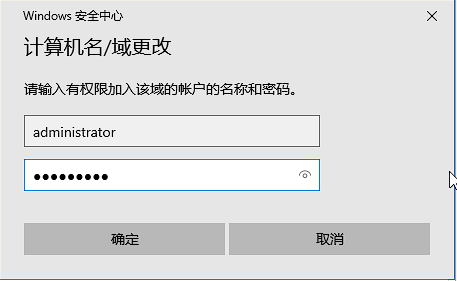 Windows 安全中心
计算机名/域更改
请输入有权限加入该域的帐户的名称和密码。
administrator
●●●●●●●●●
确定
取消